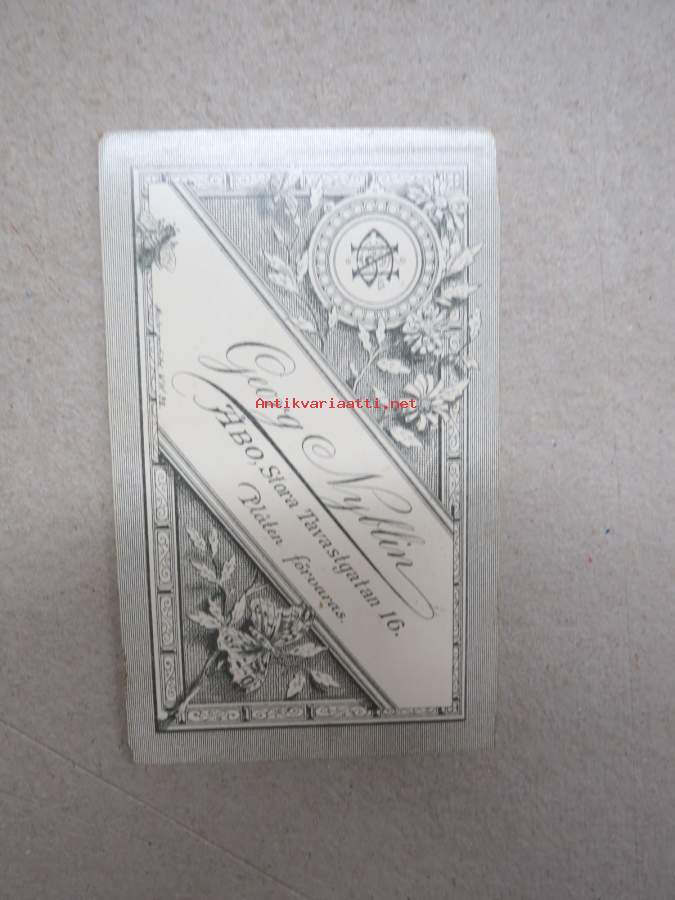 Georg Nyblin
ÅBO, Stora Tavastgatan 16.
Plåten förvaras.
Antikvariaatti.net